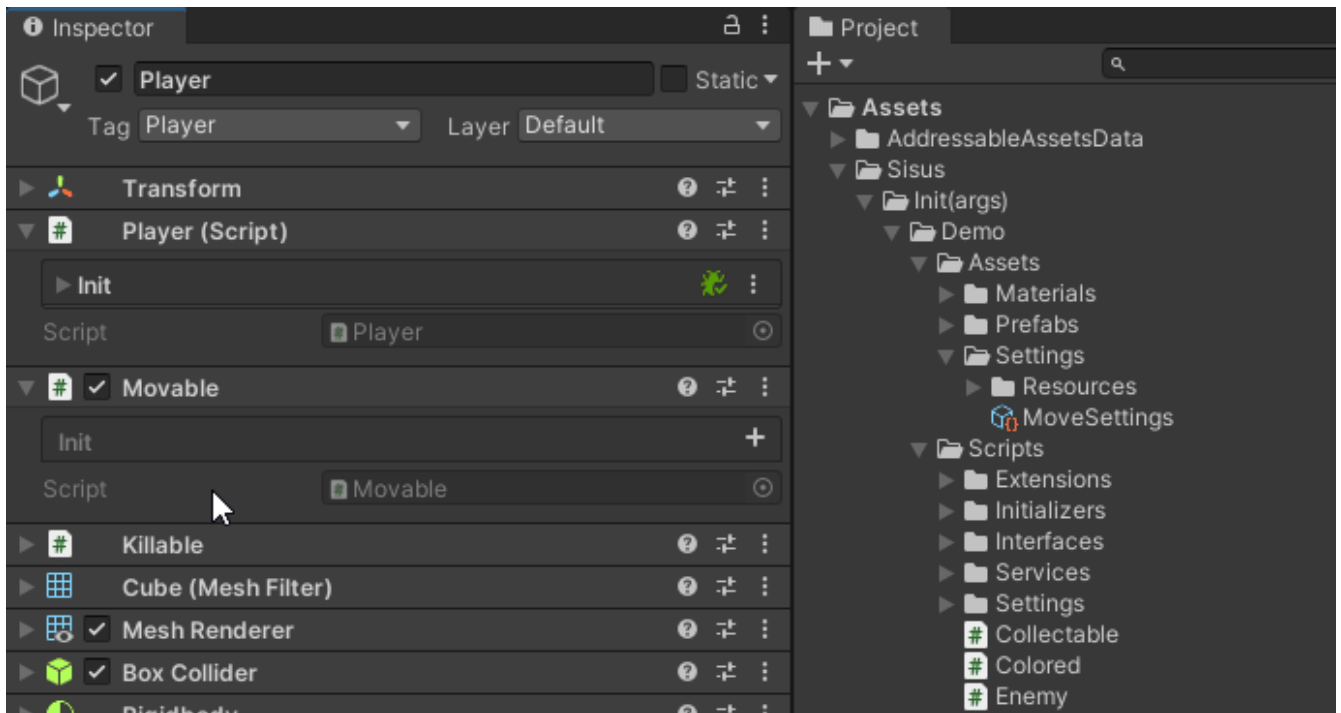 Inspector
Player
Static
Tag Player Layer Default
Transform
Player (Script)
Init
Script Player
Movable
Init
Script Movable
Killable
Cube (Mesh Filter)
Mesh Renderer
Box Collider
Rigidbody
Project
Assets
AddressableAssetsData
Sisus
Init(args)
Demo
Assets
Materials
Prefabs
Settings
Resources
MoveSettings
Scripts
Extensions
Initializers
Interfaces
Services
Settings
Collectable
Colored
Enemy